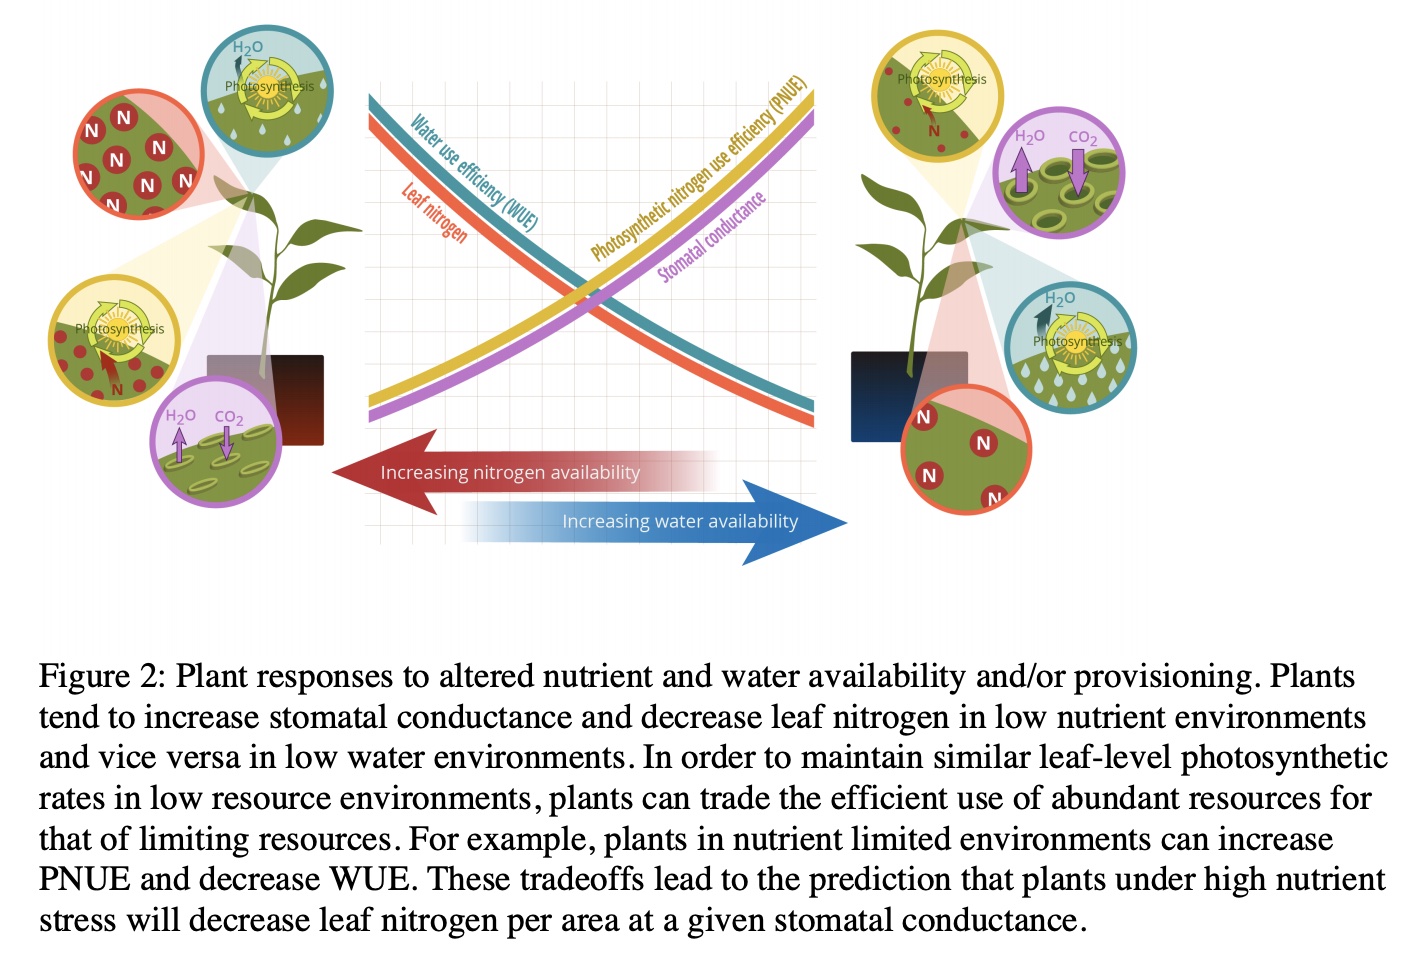 H2O
Photosynthesis
N
N
N
N
N
N
N
N
Photosynthesis
N
H2O CO2
Water use efficiency (WUE)
Leaf nitrogen
Photosynthetic nitrogen use efficiency (PNUE)
Stomatal conductance
Increasing nitrogen availability
Increasing water availability
Photosynthesis
N
H2O CO2
H2O
Photosynthesis
N
N
N
N
Figure 2: Plant responses to altered nutrient and water availability and/or provisioning. Plants
tend to increase stomatal conductance and decrease leaf nitrogen in low nutrient environments
and vice versa in low water environments. In order to maintain similar leaf-level photosynthetic
rates in low resource environments, plants can trade the efficient use of abundant resources for
that of limiting resources. For example, plants in nutrient limited environments can increase
PNUE and decrease WUE. These tradeoffs lead to the prediction that plants under high nutrient
stress will decrease leaf nitrogen per area at a given stomatal conductance.